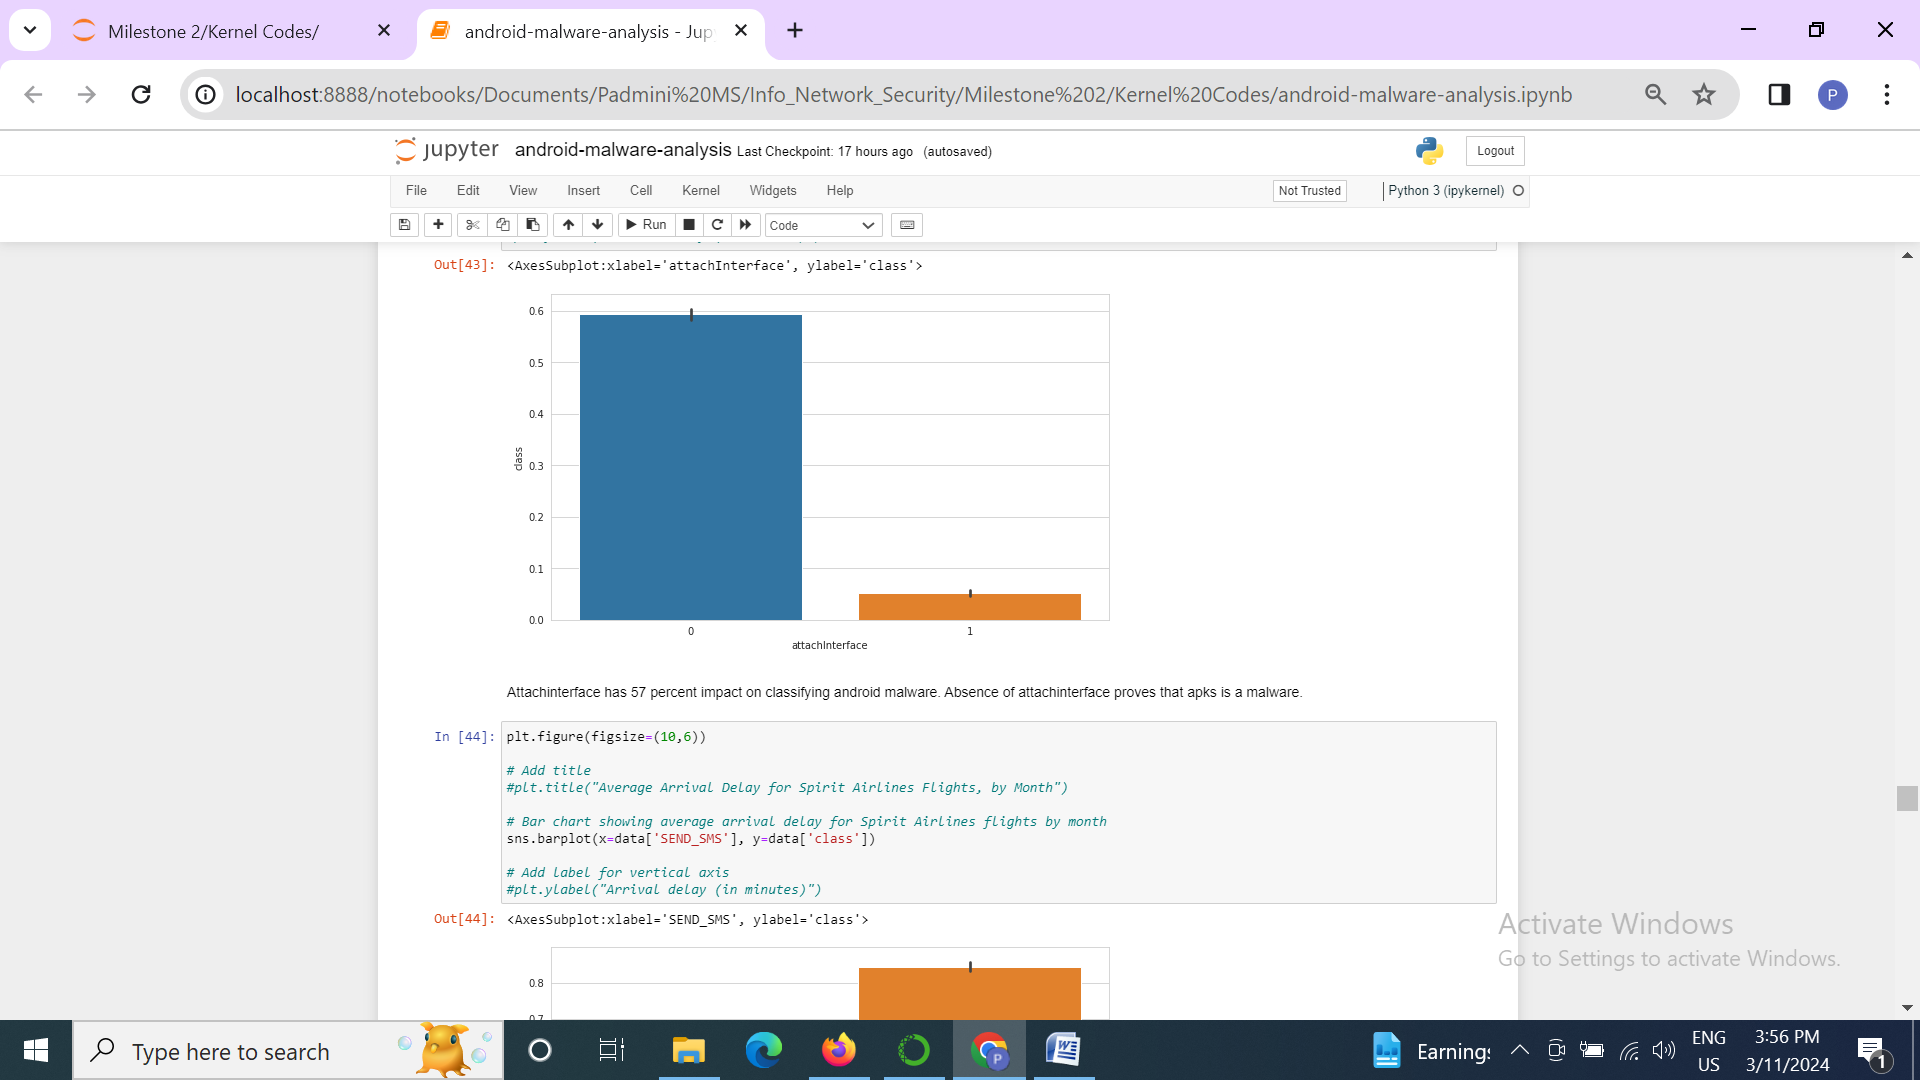 Milestone 2/Kernel Codes/
android-malware-analysis - Jup
localhost:8888/notebooks/Documents/Padmini%20MS/Info_Network_Security/Milestone%202/Kernel%20Codes/android-malware-analysis.ipynb
P
jupyter android-malware-analysis Last Checkpoint: 17 hours ago (autosaved)
Logout
File Edit View Insert Cell Kernel Widgets Help
Not Trusted
Python 3 (ipykernel)
Run
Code
Out[43]: <AxesSubplot:xlabel='attachInterface', ylabel='class'>
0.6
0.5
0.4
0.3
0.2
0.1
0.0
class
0 1
attachInterface
Attachinterface has 57 percent impact on classifying android malware. Absence of attachinterface proves that apks is a malware.
In [44]: plt.figure(figsize=(10,6))
# Add title
#plt.title("Average Arrival Delay for Spirit Airlines Flights, by Month")
# Bar chart showing average arrival delay for Spirit Airlines flights by month
sns.barplot(x=data['SEND_SMS'], y=data['class'])
# Add label for vertical axis
#plt.ylabel("Arrival delay (in minutes)")
Out[44]: <AxesSubplot:xlabel='SEND_SMS', ylabel='class'>
0.8
0.7
Activate Windows
Go to Settings to activate Windows.
Type here to search
P
Earnings
ENG
US
3:56 PM
3/11/2024
1